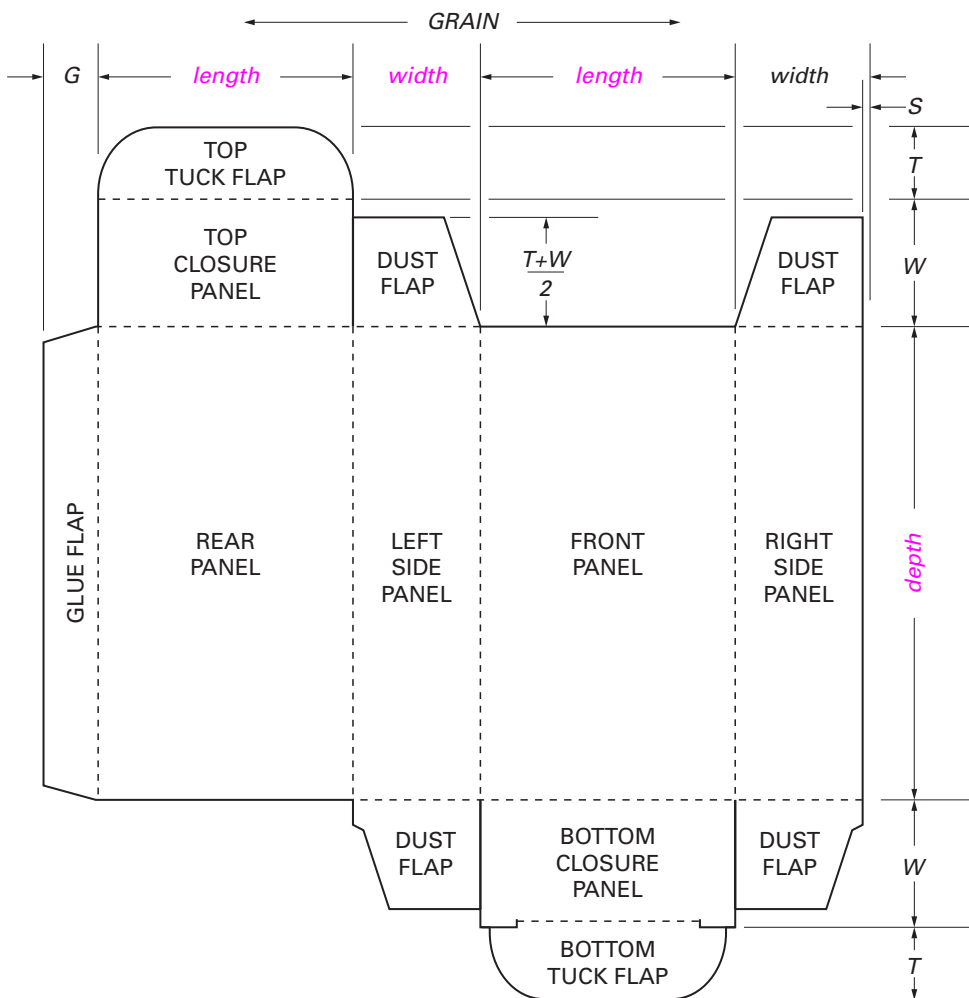 GRAIN
G
length
width
length
width
S
TOP
TUCK FLAP
T
TOP
CLOSURE
PANEL
DUST
FLAP
T+W
2
DUST
FLAP
W
GLUE FLAP
REAR
PANEL
LEFT
SIDE
PANEL
FRONT
PANEL
RIGHT
SIDE
PANEL
depth
DUST
FLAP
BOTTOM
CLOSURE
PANEL
DUST
FLAP
W
BOTTOM
TUCK FLAP
T